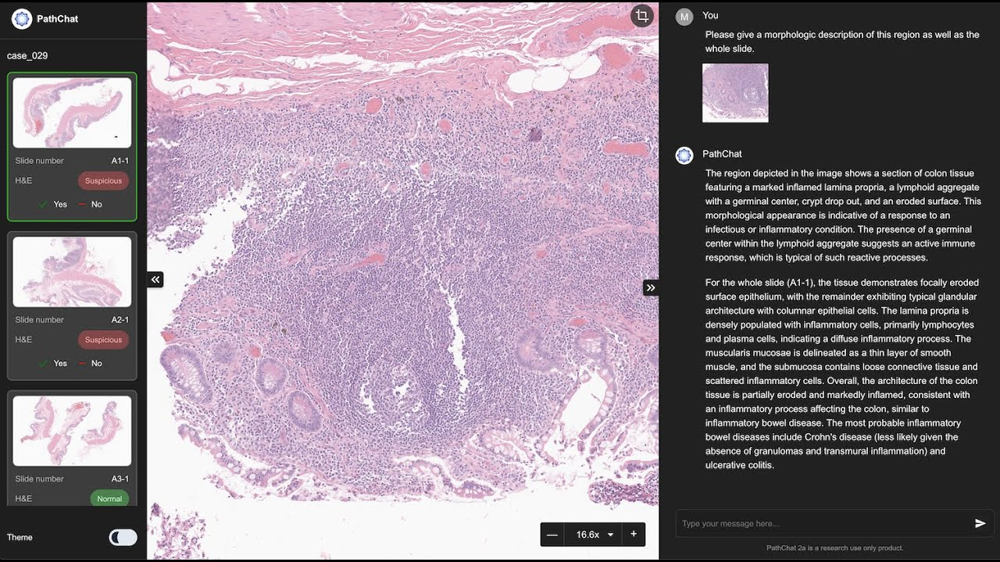 PathChat
case_029
Slide number A1-1
H&E Suspicious
Yes No
Slide number A2-1
H&E Suspicious
Yes No
Slide number A3-1
H&E Normal
Theme
16.6x
M You
Please give a morphologic description of this region as well as the
whole slide.
PathChat
The region depicted in the image shows a section of colon tissue
featuring a marked inflamed lamina propria, a lymphoid aggregate
with a germinal center, crypt drop out, and an eroded surface. This
morphological appearance is indicative of a response to an
infectious or inflammatory condition. The presence of a germinal
center within the lymphoid aggregate suggests an active immune
response, which is typical of such reactive processes.
For the whole slide (A1-1), the tissue demonstrates focally eroded
surface epithelium, with the remainder exhibiting typical glandular
architecture with columnar epithelial cells. The lamina propria is
densely populated with inflammatory cells, primarily lymphocytes
and plasma cells, indicating a diffuse inflammatory process. The
muscularis mucosae is delineated as a thin layer of smooth
muscle, and the submucosa contains loose connective tissue and
scattered inflammatory cells. Overall, the architecture of the colon
tissue is partially eroded and markedly inflamed, consistent with
an inflammatory process affecting the colon, similar to
inflammatory bowel disease. The most probable inflammatory
bowel diseases include Crohn's disease (less likely given the
absence of granulomas and transmural inflammation) and
ulcerative colitis.
Type your message here...
PathChat 2a is a research use only product.